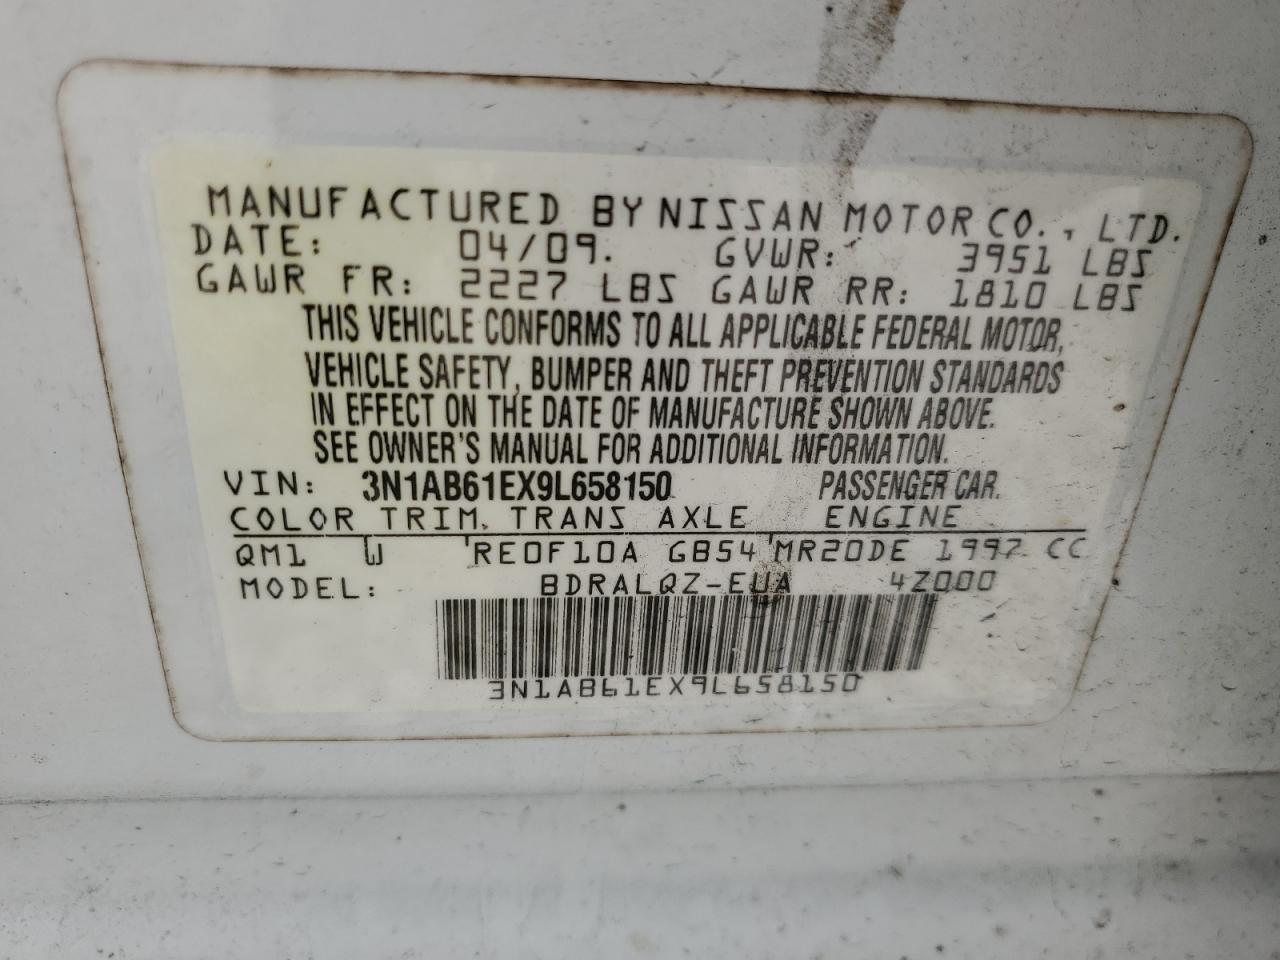 MANUFACTURED BY NISSAN MOTOR CO., LTD.
DATE: 04/09. GVWR: 3951 LBS
GAWR FR: 2227 LBS GAWR RR: 1810 LBS
THIS VEHICLE CONFORMS TO ALL APPLICABLE FEDERAL MOTOR,
VEHICLE SAFETY, BUMPER AND THEFT PREVENTION STANDARDS
IN EFFECT ON THE DATE OF MANUFACTURE SHOWN ABOVE.
SEE OWNER'S MANUAL FOR ADDITIONAL INFORMATION.
VIN: 3N1AB61EX9L658150 PASSENGER CAR.
COLOR TRIM. TRANS AXLE ENGINE
QM1 W RE0F10A GB54 MR20DE 1997 CC
MODEL: BDRALQZ-EUA 4Z000
3N1AB61EX9L658150